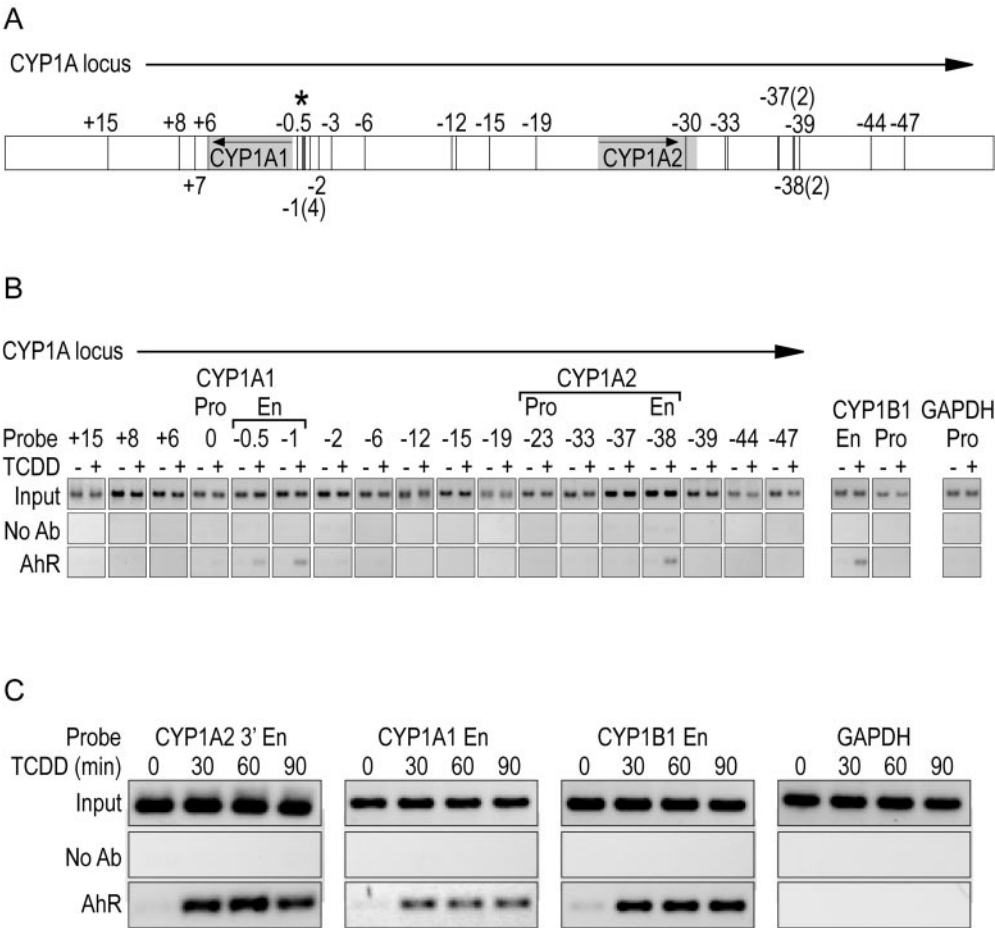 A
CYP1A locus
*
-37(2)
+15 +8 +6 -0.5 -3 -6 -12 -15 -19 -30 -33 -39 -44 -47
CYP1A1 CYP1A2
+7 -2 -38(2)
-1(4)
B
CYP1A locus
CYP1A1 CYP1A2
Pro En Pro En CYP1B1 GAPDH
Probe +15 +8 +6 0 -0.5 -1 -2 -6 -12 -15 -19 -23 -33 -37 -38 -39 -44 -47 En Pro Pro
TCDD - + - + - + - + - + - + - + - + - + - + - + - + - + - + - + - + - + - + - + - + - +
Input
No Ab
AhR
C
Probe CYP1A2 3' En CYP1A1 En CYP1B1 En GAPDH
TCDD (min) 0 30 60 90 0 30 60 90 0 30 60 90 0 30 60 90
Input
No Ab
AhR